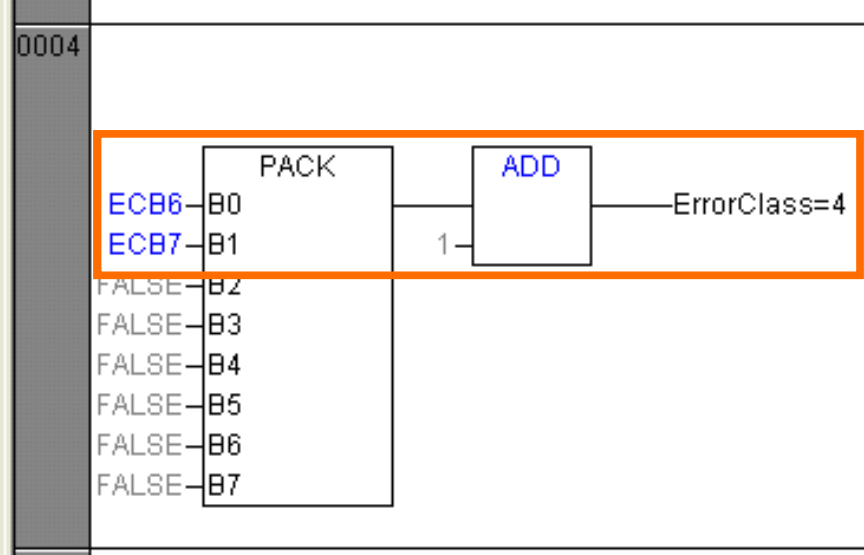 0004
PACK ADD
ECB6 B0 ErrorClass=4
ECB7 B1 1
FALSE B2
FALSE B3
FALSE B4
FALSE B5
FALSE B6
FALSE B7